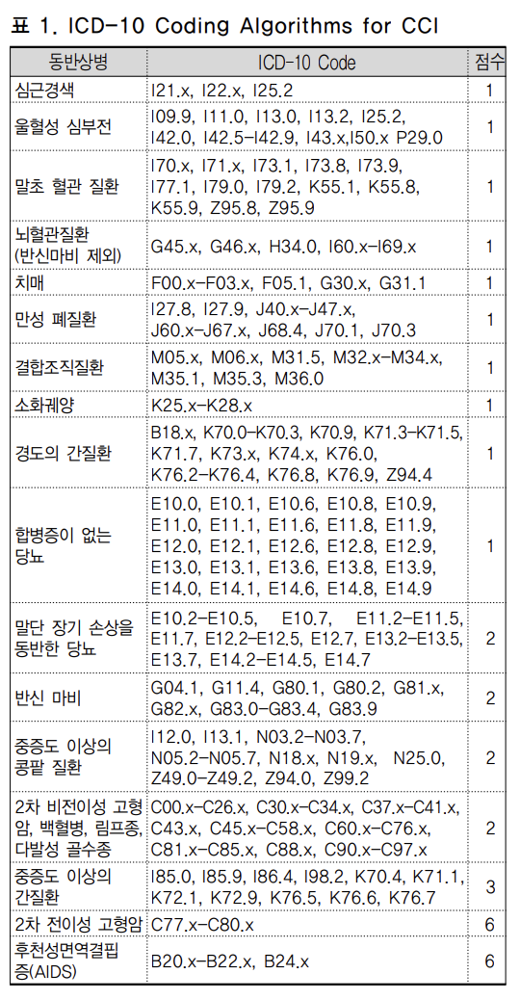 표 1. ICD-10 Coding Algorithms for CCI
동반상병 ICD-10 Code 점수
심근경색 I21.x, I22.x, I25.2 1
울혈성 심부전 I09.9, I11.0, I13.0, I13.2, I25.2, 1
I42.0, I42.5-I42.9, I43.x,I50.x P29.0
말초 혈관 질환 I70.x, I71.x, I73.1, I73.8, I73.9, 1
I77.1, I79.0, I79.2, K55.1, K55.8,
K55.9, Z95.8, Z95.9
뇌혈관질환
(반신마비 제외) G45.x, G46.x, H34.0, I60.x-I69.x 1
치매 F00.x-F03.x, F05.1, G30.x, G31.1 1
만성 폐질환 I27.8, I27.9, J40.x-J47.x, 1
J60.x-J67.x, J68.4, J70.1, J70.3
결합조직질환 M05.x, M06.x, M31.5, M32.x-M34.x, 1
M35.1, M35.3, M36.0
소화궤양 K25.x-K28.x 1
경도의 간질환 B18.x, K70.0-K70.3, K70.9, K71.3-K71.5, 1
K71.7, K73.x, K74.x, K76.0,
K76.2-K76.4, K76.8, K76.9, Z94.4
합병증이 없는
당뇨 E10.0, E10.1, E10.6, E10.8, E10.9, 1
E11.0, E11.1, E11.6, E11.8, E11.9,
E12.0, E12.1, E12.6, E12.8, E12.9,
E13.0, E13.1, E13.6, E13.8, E13.9,
E14.0, E14.1, E14.6, E14.8, E14.9
말단 장기 손상을
동반한 당뇨 E10.2-E10.5, E10.7, E11.2-E11.5, 2
E11.7, E12.2-E12.5, E12.7, E13.2-E13.5,
E13.7, E14.2-E14.5, E14.7
반신 마비 G04.1, G11.4, G80.1, G80.2, G81.x, 2
G82.x, G83.0-G83.4, G83.9
중증도 이상의
콩팥 질환 I12.0, I13.1, N03.2-N03.7, 2
N05.2-N05.7, N18.x, N19.x, N25.0,
Z49.0-Z49.2, Z94.0, Z99.2
2차 비전이성 고형
암, 백혈병, 림프종,
다발성 골수종 C00.x-C26.x, C30.x-C34.x, C37.x-C41.x, 2
C43.x, C45.x-C58.x, C60.x-C76.x,
C81.x-C85.x, C88.x, C90.x-C97.x
중증도 이상의
간질환 I85.0, I85.9, I86.4, I98.2, K70.4, K71.1, 3
K72.1, K72.9, K76.5, K76.6, K76.7
2차 전이성 고형암 C77.x-C80.x 6
후천성면역결핍
증(AIDS) B20.x-B22.x, B24.x 6